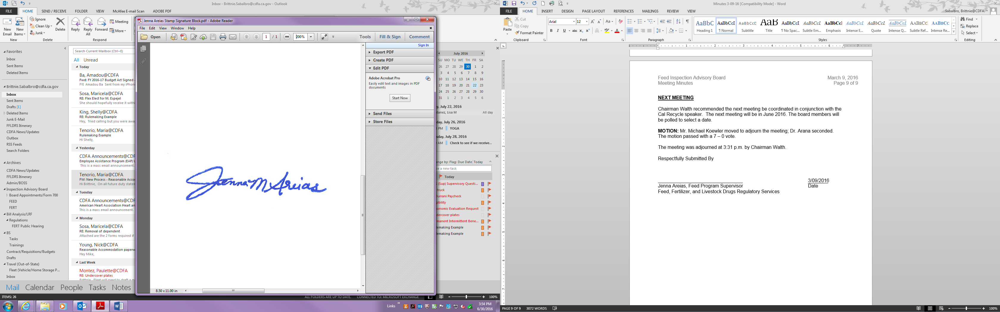 Inbox - Brittnie.Sabalbro@cdfa.ca.gov - Outlook
FILE HOME SEND / RECEIVE FOLDER VIEW McAfee E-mail Scan ADOBE PDF
New Email
New Items
Ignore
Clean Up
Junk
Delete
Reply
Reply All
Forward
Meeting
More
New Delete Respond
Favorites
Inbox
Sent Items
Deleted Items
Brittnie.Sabalbro@cdfa.ca.gov
Inbox
Sent Items
Drafts [1]
Deleted Items
Junk E-Mail
FFLDRS Itinerary
CDFA News/Updates
Outbox
RSS Feeds
Search Folders
Archives
CDFA News/Updates
FFLDRS Itinerary
Admin/BOSS
Inspection Advisory Board
Board Appointments/Form 700
FEED
FERT
Bill Analysis/LRF
Regulations
FERT Public Hearing
BS
Tasks
Trainings
Contract/Requisitions/Budgets
Drafts
Travel (Out-of-State)
Fleet (Vehicle/Home Storage P...
Inbox
Search Current Mailbox (Ctrl+E)
All Unread
Today
Ba, Amadou@CDFA
Fwd: FY 2016-17 Budget Act Signed -
FYI Amadou Ba Sent from my iPhon
Sosa, Maricela@CDFA
RE: Flex Elect for M. Espejel
She should hopefully receive it with
King, Shelly@CDFA
RE: Rulemaking Example
Hey, Tried calling but you were away
Tenorio, Maria@CDFA
Rulemaking Example
Hi Shelly,
Yesterday
CDFA Announcements@CDF
Employee Assistance Program (EAP) U
This is a mass email announcement.
Tenorio, Maria@CDFA
FW: New Process - Reasonable Accor
Hi Brittnie, On all future duty statem
Tuesday
CDFA Announcements@CDF
American Heart Association Heart an
This is a mass email announcement.
Monday
Sosa, Maricela@CDFA
RE: Removal of dependent
Attached are the 2 forms required if
Young, Nick@CDFA
Reasonable Accommodation paperw
Hey Mike,
Last Week
Montez, Paulette@CDFA
RE: Undercover plates
Brittnie, Fleet will need to draft a m
Mail Calendar People Tasks Notes
ITEMS: 26
ALL FOLDERS ARE UP TO DATE. CONNECTED TO: MICROSOFT EXCHANGE 100%
Jenna Areias Stamp Signature Block.pdf - Adobe Reader
File Edit View Window Help
Open 1 / 1 200% Tools Fill & Sign Comment
Sign In
Export PDF
Create PDF
Edit PDF
Adobe Acrobat Pro
Easily edit text and images in PDF
documents
Start Now
Send Files
Store Files
Jenna M Areias
8.50 x 11.00 in
July 2016
SU MO TU WE TH FR SA
26 27 28 29 30 1 2
3 4 5 6 7 8 9
10 11 12 13 14 15 16
17 18 19 20 21 22 23
24 25 26 27 28 29 30
31 1 2 3 4 5 6
y, July 22, 2016
tanez, Lisa M All day
day, July 26, 2016
PM YOGA
sday, July 28, 2016
AM Check to see if we receive...
nge by: Flag: Due Date Today
e a new task
Today
(Sup) Supervisory Questi...
truck
Durrani Paycheck
gibility
onomic Evaluation Request
dercover plates
manent Intermittent Bene...
lemaking Example
lemaking Example
Links
3:54 PM
6/30/2016
Minutes 3-09-16 [Compatibility Mode] - Word
FILE HOME INSERT DESIGN PAGE LAYOUT REFERENCES MAILINGS REVIEW VIEW
Sabalbro, Brittnie@CDFA
Paste
Cut
Copy
Format Painter
Arial 12
AaBbC AaBbCcI AaBbCcD AaB AaBbCcI AaBbCcI AaBbCcI AaBbCcI AaBbCcI AaBbCcI AaBbCc AaBbCc
Heading 1 ¶ Normal Subtitle Title ¶ No Spac... Subtle Em... Emphasis Intense E... Quote Intense Q... Subtle Ref... Intense Re...
Find
Replace
Select
Clipboard Font Paragraph Styles Editing
Feed Inspection Advisory Board March 9, 2016
Meeting Minutes Page 9 of 9
NEXT MEETING
Chairman Walth recommended the next meeting be coordinated in conjunction with the
Cal Recycle speaker. The next meeting will be in June 2016. The board members will
be polled to select a date.
MOTION: Mr. Michael Koewler moved to adjourn the meeting; Dr. Arana seconded.
The motion passed with a 7 – 0 vote.
The meeting was adjourned at 3:31 p.m. by Chairman Walth.
Respectfully Submitted By
3/09/2016
Jenna Areias, Feed Program Supervisor Date
Feed, Fertilizer, and Livestock Drugs Regulatory Services
PAGE 9 OF 9 3072 WORDS 100%